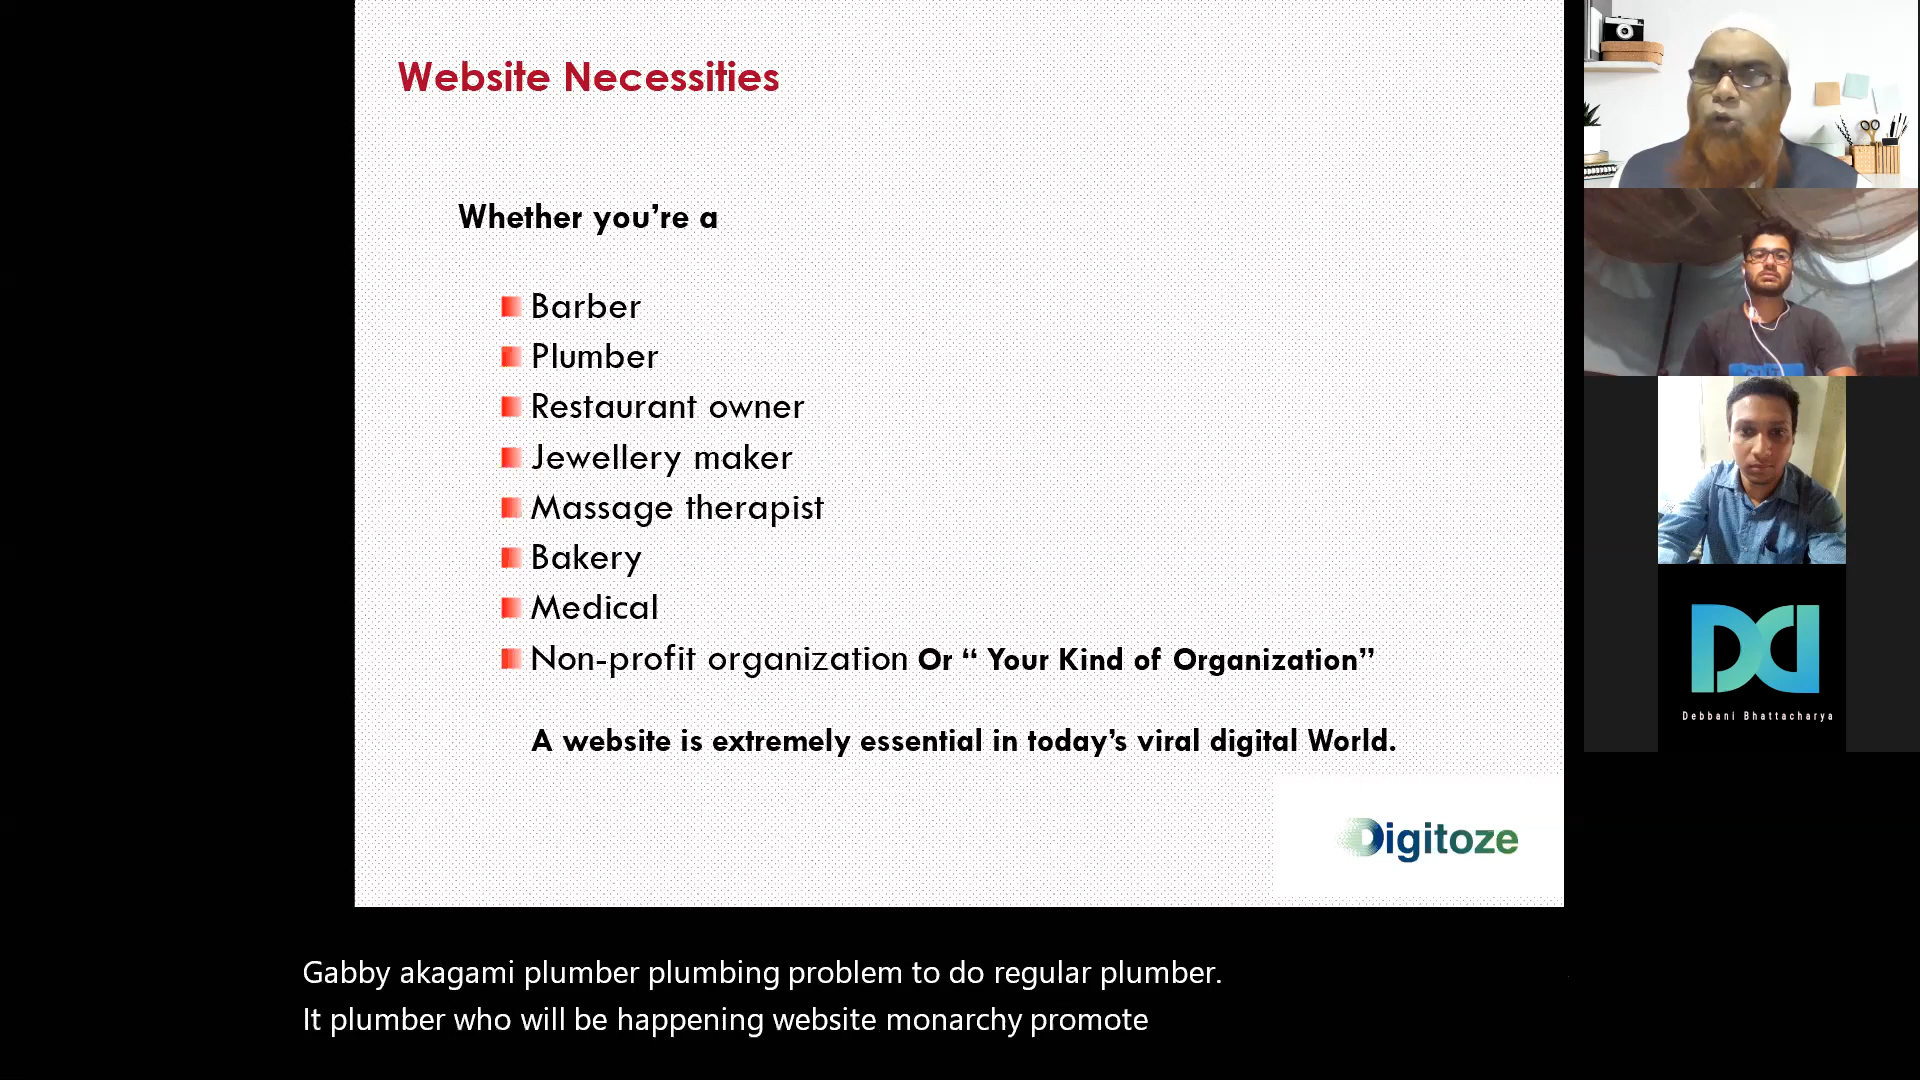 Website Necessities
Whether you’re a
Barber
Plumber
Restaurant owner
Jewellery maker
Massage therapist
Bakery
Medical
Non-profit organization Or “ Your Kind of Organization”
A website is extremely essential in today’s viral digital World.
Digitoze
Debbani Bhattacharya
Gabby akagami plumber plumbing problem to do regular plumber.
It plumber who will be happening website monarchy promote